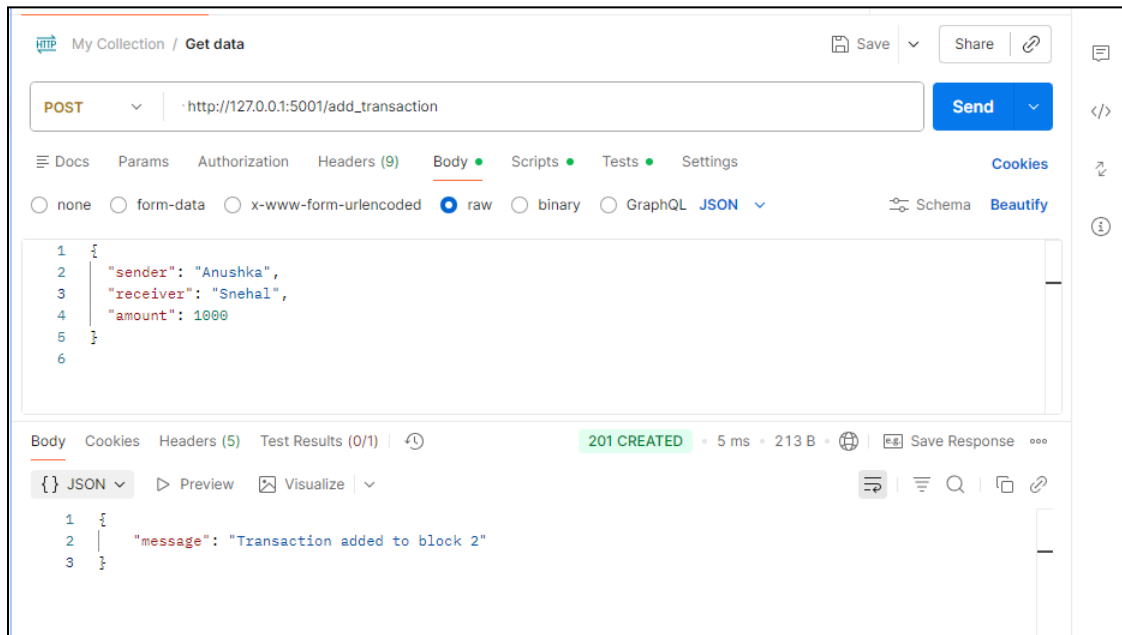 HTTP My Collection / Get data Save Share
POST http://127.0.0.1:5001/add_transaction Send
Docs Params Authorization Headers (9) Body Scripts Tests Settings Cookies
none form-data x-www-form-urlencoded raw binary GraphQL JSON Schema Beautify
1 {
2 "sender": "Anushka",
3 "receiver": "Snehal",
4 "amount": 1000
5 }
6
Body Cookies Headers (5) Test Results (0/1) 201 CREATED • 5 ms • 213 B • e.g. Save Response
{} JSON Preview Visualize
1 {
2 "message": "Transaction added to block 2"
3 }